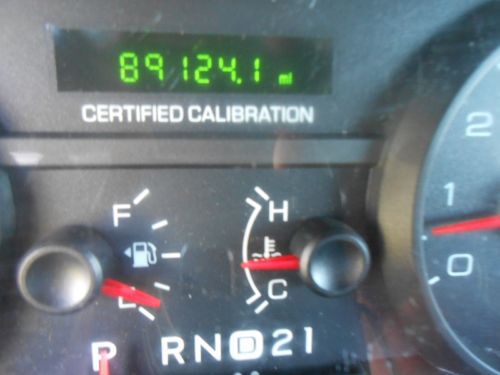 89124.1 mi
CERTIFIED CALIBRATION
2
F H
1
E C
0
P R N D 2 1